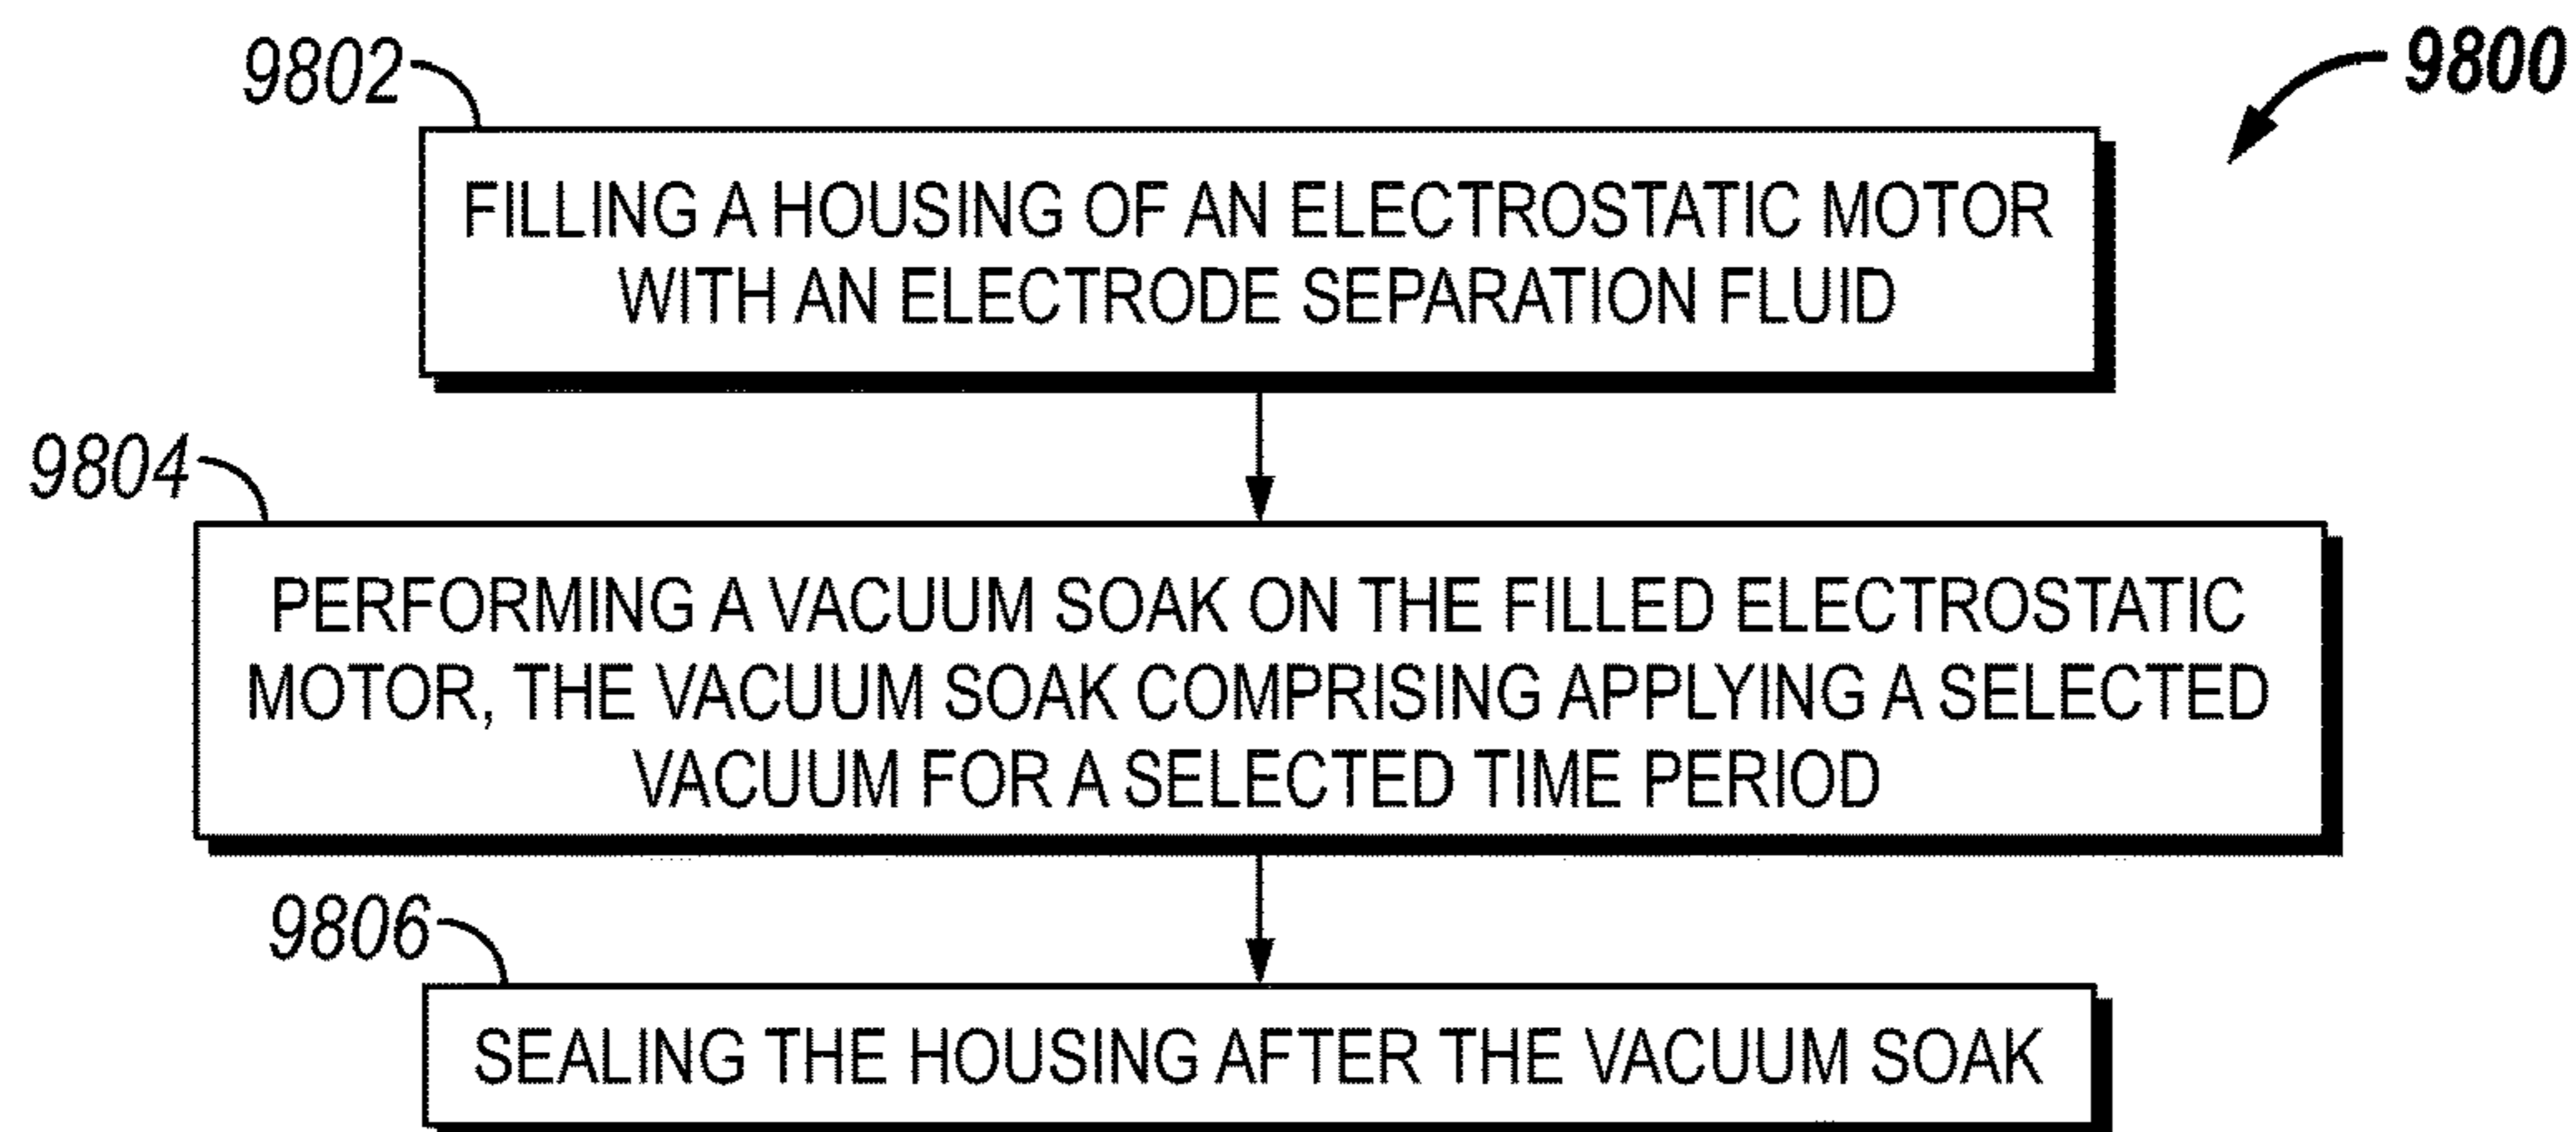 9802
9800
FILLING A HOUSING OF AN ELECTROSTATIC MOTOR
WITH AN ELECTRODE SEPARATION FLUID
9804
PERFORMING A VACUUM SOAK ON THE FILLED ELECTROSTATIC
MOTOR, THE VACUUM SOAK COMPRISING APPLYING A SELECTED
VACUUM FOR A SELECTED TIME PERIOD
9806
SEALING THE HOUSING AFTER THE VACUUM SOAK